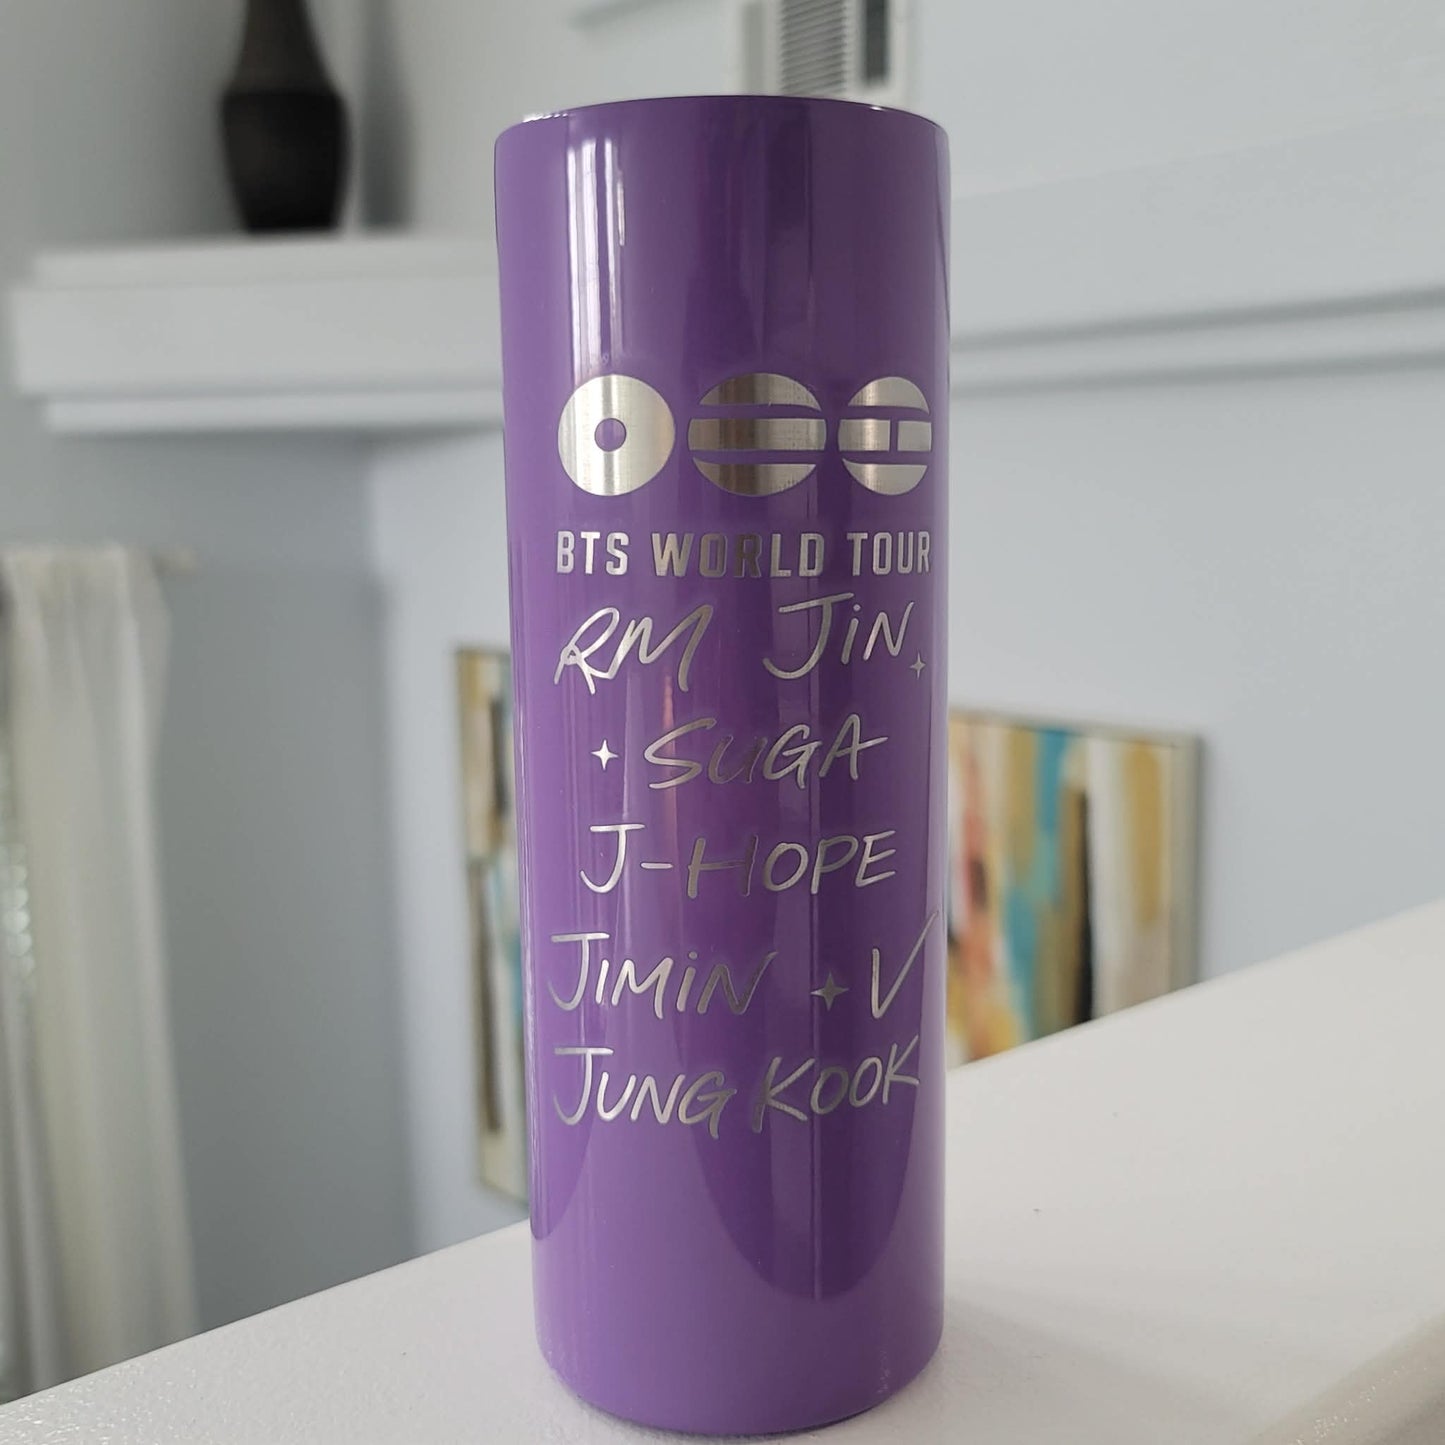 BTS WORLD TOUR
RM JiN
SUGA
J-HOPE
JiMiN V
JUNG KOOK